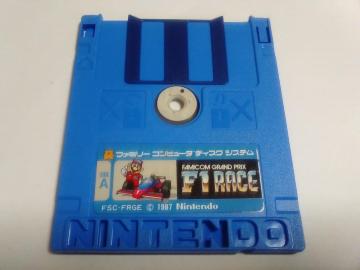 ファミリー コンピュータ ディスク システム
SIDE A
FAMICOM GRAND PRIX
F1 RACE
FSC-FRGE © 1987 Nintendo
NINTENDO